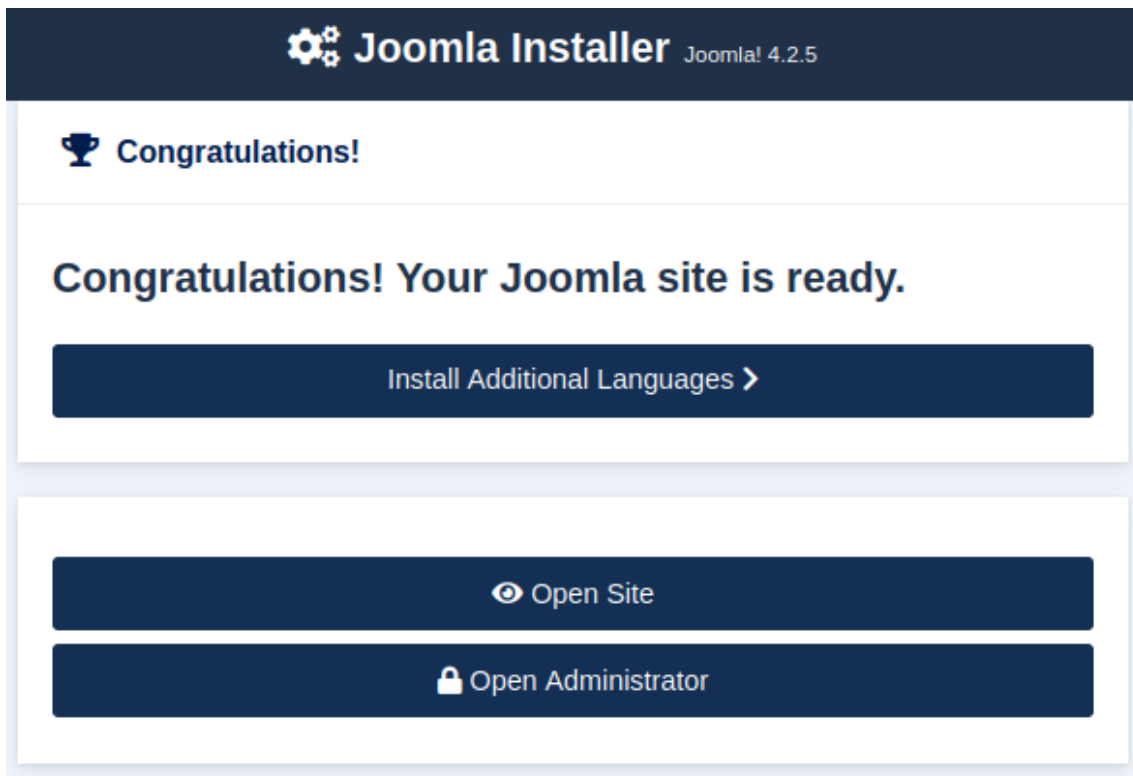 Joomla Installer Joomla! 4.2.5
Congratulations!
Congratulations! Your Joomla site is ready.
Install Additional Languages
Open Site
Open Administrator